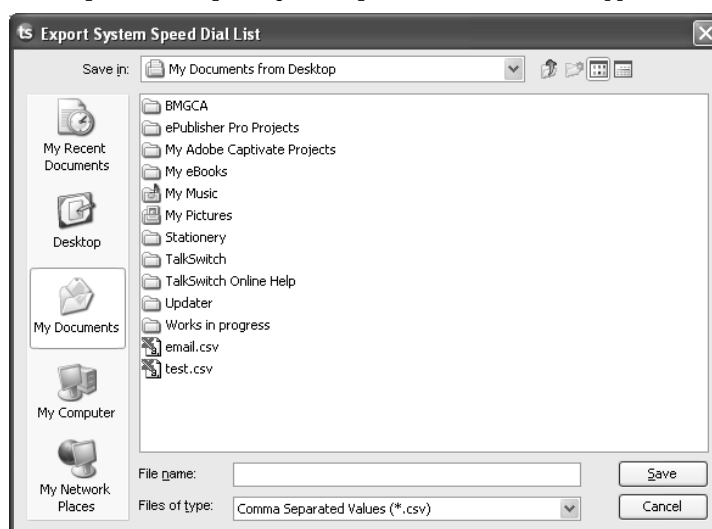 ts Export System Speed Dial List
Save in: My Documents from Desktop
My Recent Documents
Desktop
My Documents
My Computer
My Network Places
BMGCA
ePublisher Pro Projects
My Adobe Captivate Projects
My eBooks
My Music
My Pictures
Stationery
TalkSwitch
TalkSwitch Online Help
Updater
Works in progress
email.csv
test.csv
File name:
Save
Files of type: Comma Separated Values (*.csv)
Cancel